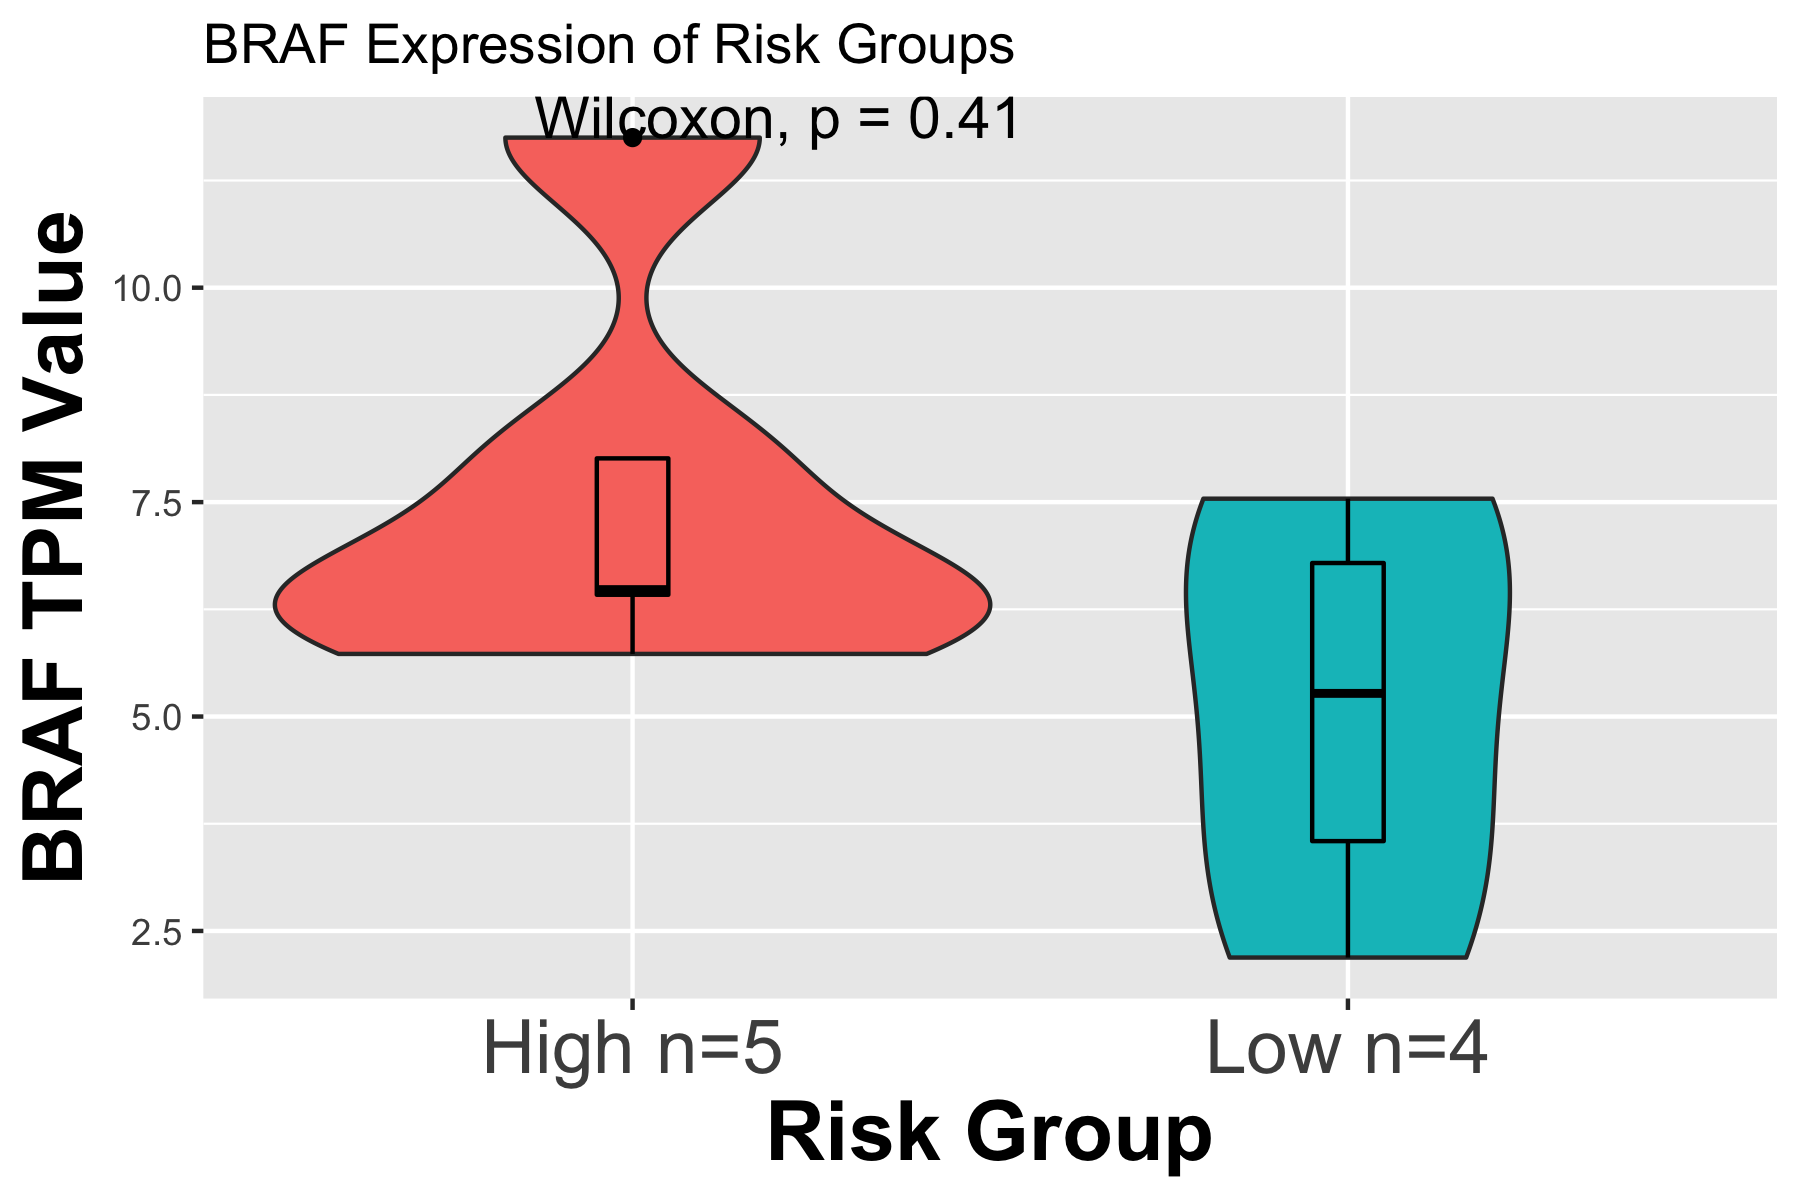 BRAF Expression of Risk Groups
Wilcoxon, p = 0.41
BRAF TPM Value
10.0
7.5
5.0
2.5
High n=5
Low n=4
Risk Group